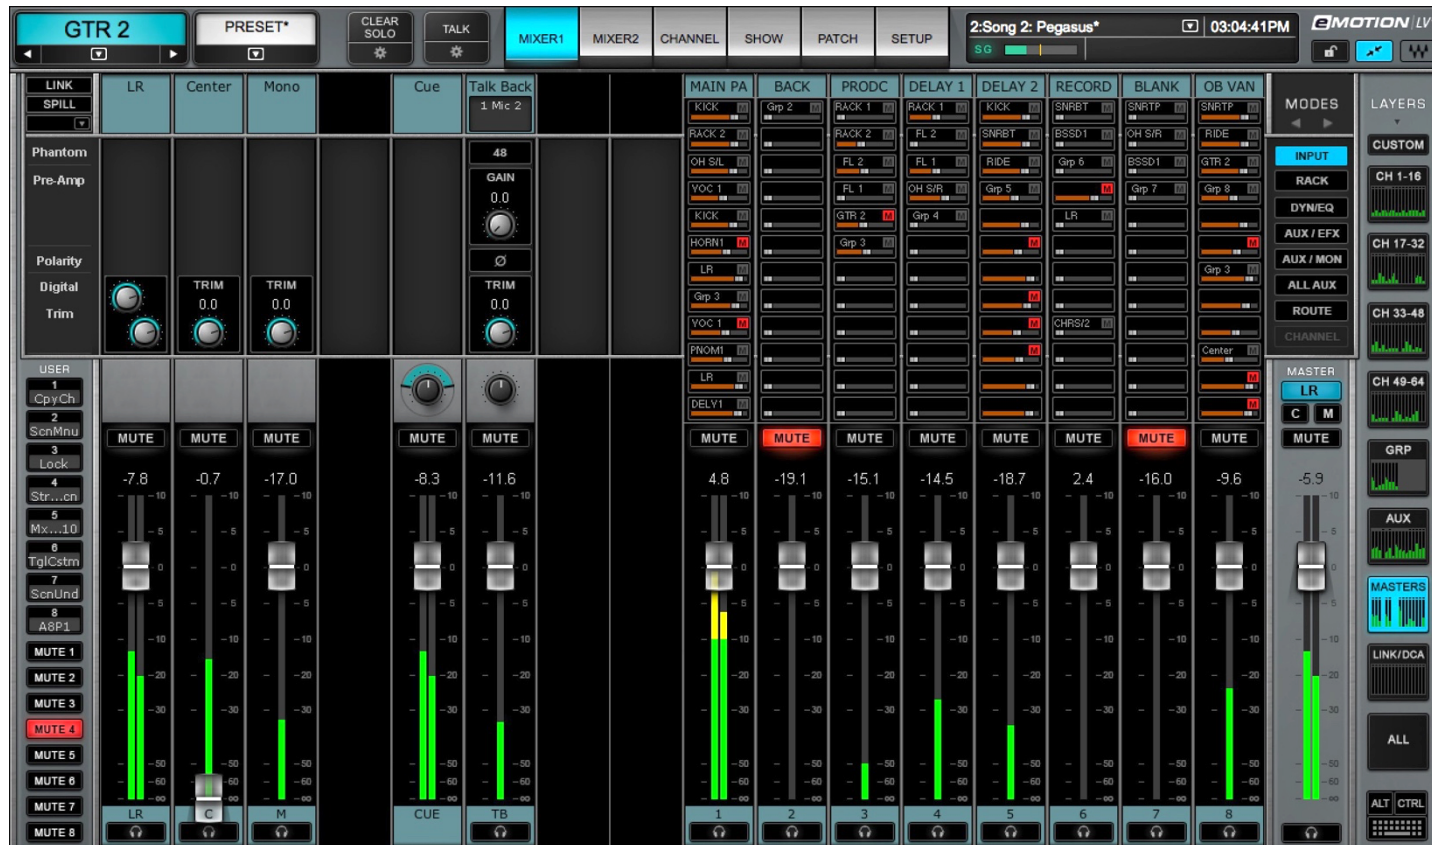 GTR 2
PRESET*
CLEAR
SOLO
TALK
MIXER1
MIXER2
CHANNEL
SHOW
PATCH
SETUP
2:Song 2: Pegasus*
03:04:41PM
SG
eMOTION LV
LINK
SPILL
LR
Center
Mono
Cue
Talk Back
1 Mic 2
MAIN PA
BACK
PRODC
DELAY 1
DELAY 2
RECORD
BLANK
OB VAN
MODES
LAYERS
Phantom
Pre-Amp
Polarity
Digital
Trim
48
GAIN
0.0
Ø
TRIM
0.0
TRIM
0.0
TRIM
0.0
KICK M
RACK 2 M
OH S/L M
VOC 1 M
KICK M
HORN1 M
LR M
Grp 3 M
VOC 1 M
PNOM1 M
LR M
DELY1 M
Grp 2 M
RACK 1 M
RACK 2 M
FL 2 M
FL 1 M
GTR 2 M
Grp 3 M
RACK 1 M
FL 2 M
FL 1 M
OH S/R M
Grp 4 M
KICK M
SNRBT M
RIDE M
Grp 5 M
M
M
M
M
SNRBT M
BSSD1 M
Grp 6 M
M
LR M
CHRS/2 M
SNRTP M
OH S/R M
BSSD1 M
Grp 7 M
SNRTP M
RIDE M
GTR 2 M
Grp 8 M
M
Grp 3 M
Center M
M
M
INPUT
RACK
DYN/EQ
AUX / EFX
AUX / MON
ALL AUX
ROUTE
CHANNEL
CUSTOM
CH 1-16
CH 17-32
CH 33-48
CH 49-64
GRP
AUX
MASTERS
LINK/DCA
ALL
ALT
CTRL
USER
1
CpyCh
2
ScnMnu
3
Lock
4
Str...cn
5
Mx...10
6
TglCstm
7
ScnUnd
8
A8P1
MUTE 1
MUTE 2
MUTE 3
MUTE 4
MUTE 5
MUTE 6
MUTE 7
MUTE 8
MUTE
MUTE
MUTE
MUTE
MUTE
MUTE
MUTE
MUTE
MUTE
MUTE
MUTE
MUTE
MUTE
MASTER
LR
C
M
MUTE
-7.8
-0.7
-17.0
-8.3
-11.6
4.8
-19.1
-15.1
-14.5
-18.7
2.4
-16.0
-9.6
-5.9
10
5
0
5
10
20
30
50
60
∞
LR
C
M
CUE
TB
1
2
3
4
5
6
7
8